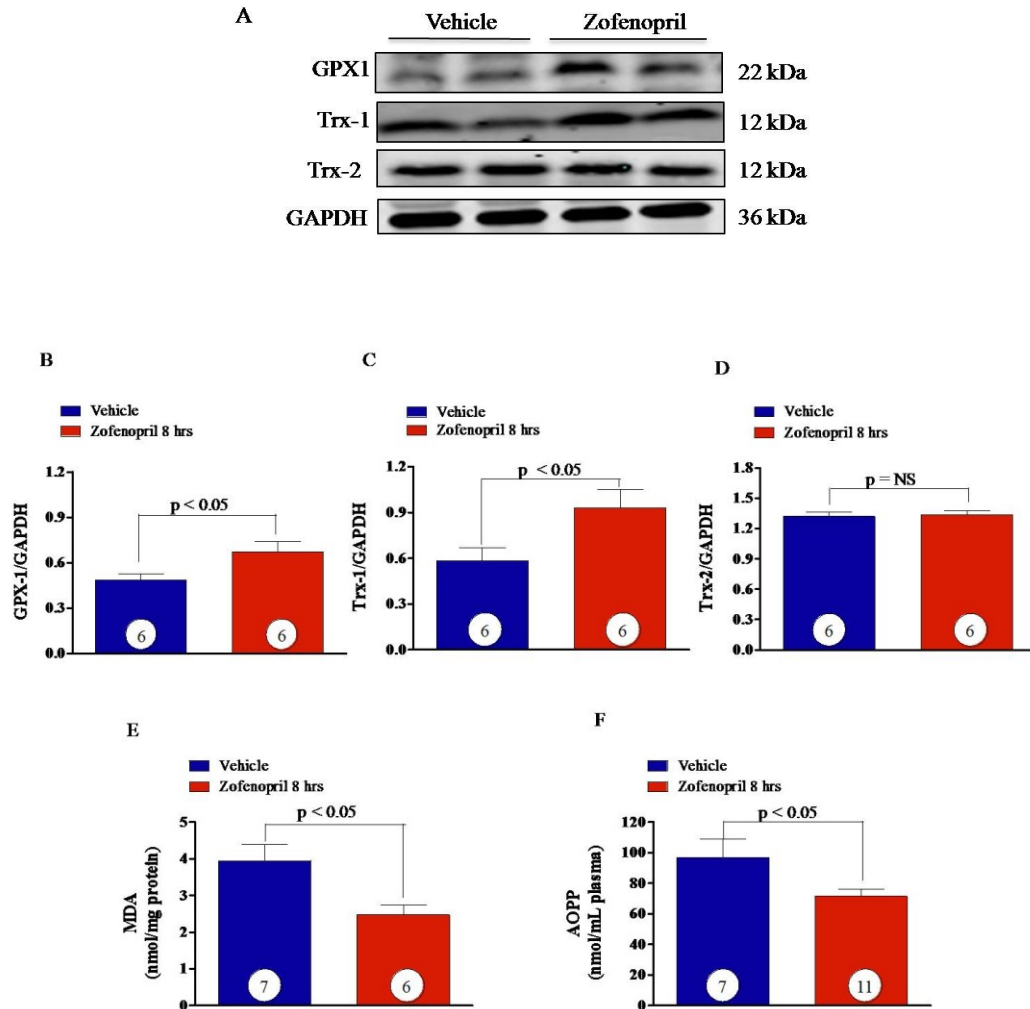 A
Vehicle Zofenopril
GPX1 22 kDa
Trx-1 12 kDa
Trx-2 12 kDa
GAPDH 36 kDa
B
Vehicle
Zofenopril 8 hrs
GPX-1/GAPDH
1.2
0.9
0.6
0.3
0.0
p < 0.05
6 6
C
Vehicle
Zofenopril 8 hrs
Trx-1/GAPDH
1.2
0.9
0.6
0.3
0.0
p < 0.05
6 6
D
Vehicle
Zofenopril 8 hrs
Trx-2/GAPDH
1.8
1.5
1.2
0.9
0.6
1.3
0.0
p = NS
6 6
E
Vehicle
Zofenopril 8 hrs
MDA
(nmol/mg protein)
5
4
3
2
1
0
p < 0.05
7 6
F
Vehicle
Zofenopril 8 hrs
AOPP
(nmol/mL plasma)
120
100
80
60
40
20
0
p < 0.05
7 11